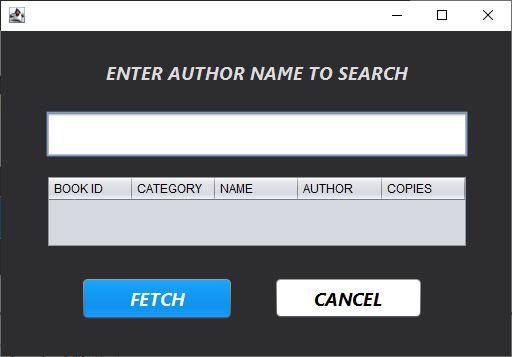 ENTER AUTHOR NAME TO SEARCH
BOOK ID CATEGORY NAME AUTHOR COPIES
FETCH CANCEL